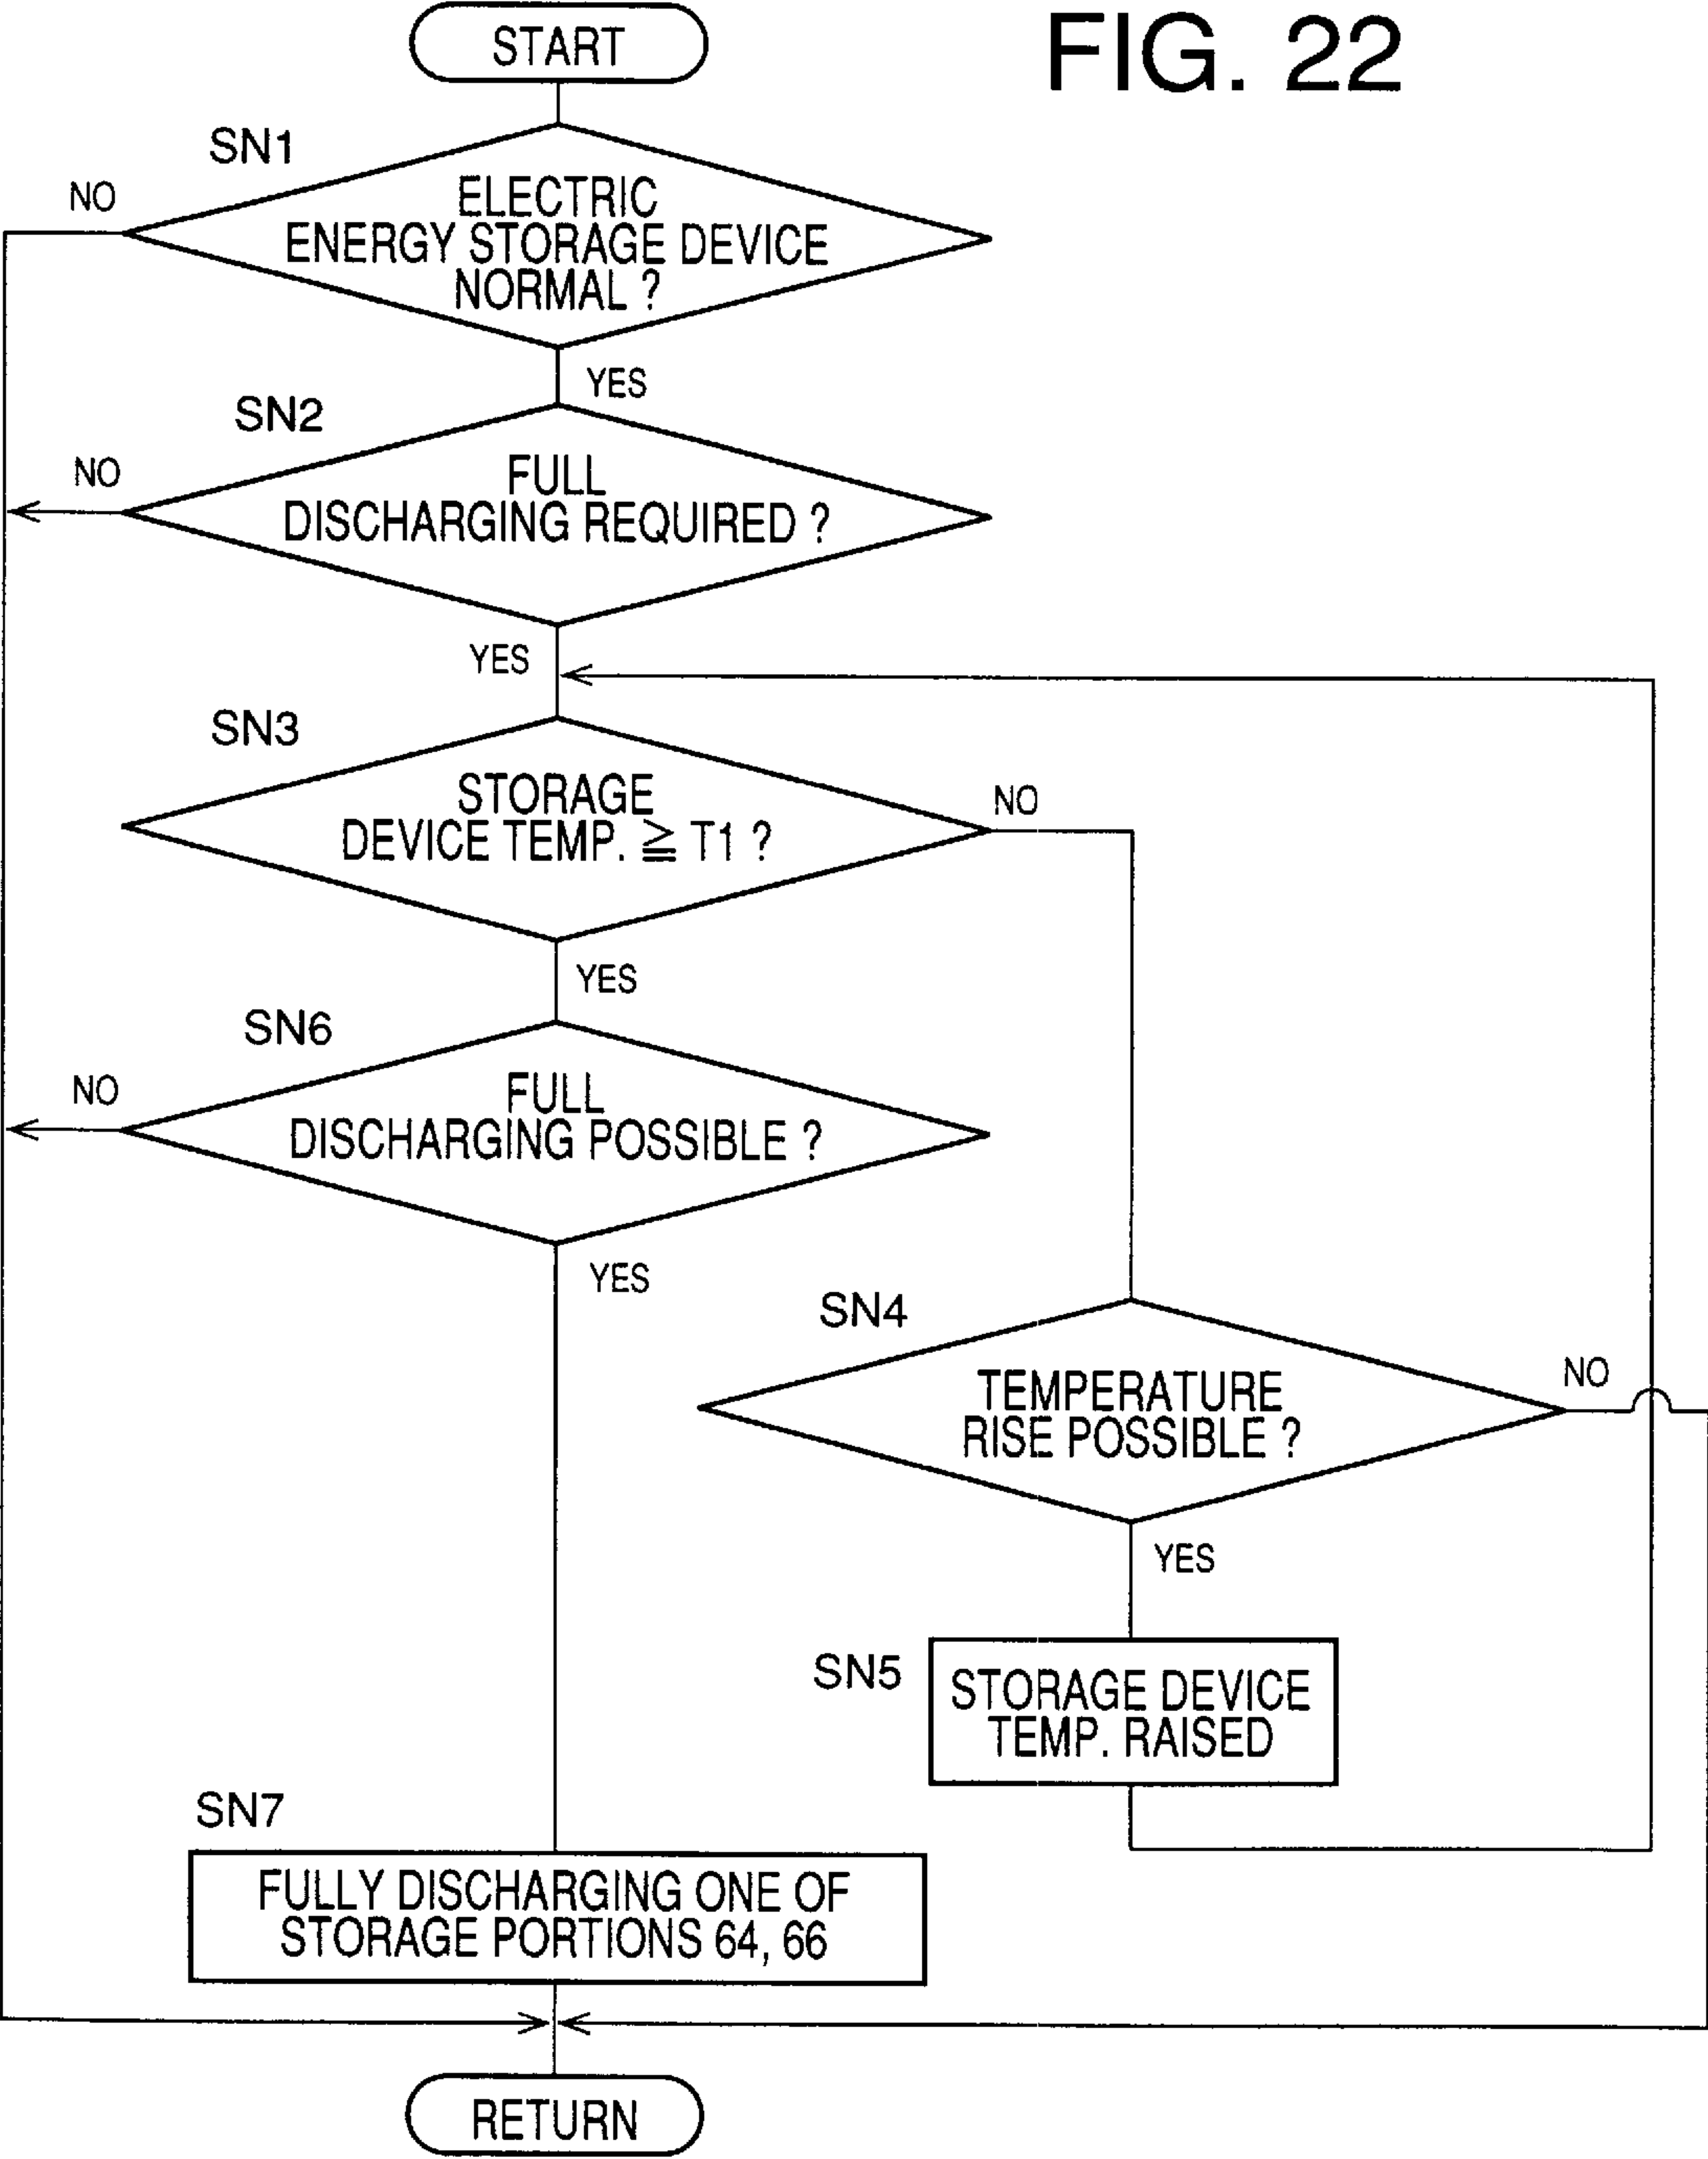 START
FIG. 22
SN1
NO
ELECTRIC
ENERGY STORAGE DEVICE
NORMAL ?
YES
SN2
NO
FULL
DISCHARGING REQUIRED ?
YES
SN3
STORAGE
DEVICE TEMP. ≧ T1 ?
NO
YES
SN6
NO
FULL
DISCHARGING POSSIBLE ?
YES
SN4
TEMPERATURE
RISE POSSIBLE ?
NO
YES
SN5
STORAGE DEVICE
TEMP. RAISED
SN7
FULLY DISCHARGING ONE OF
STORAGE PORTIONS 64, 66
RETURN